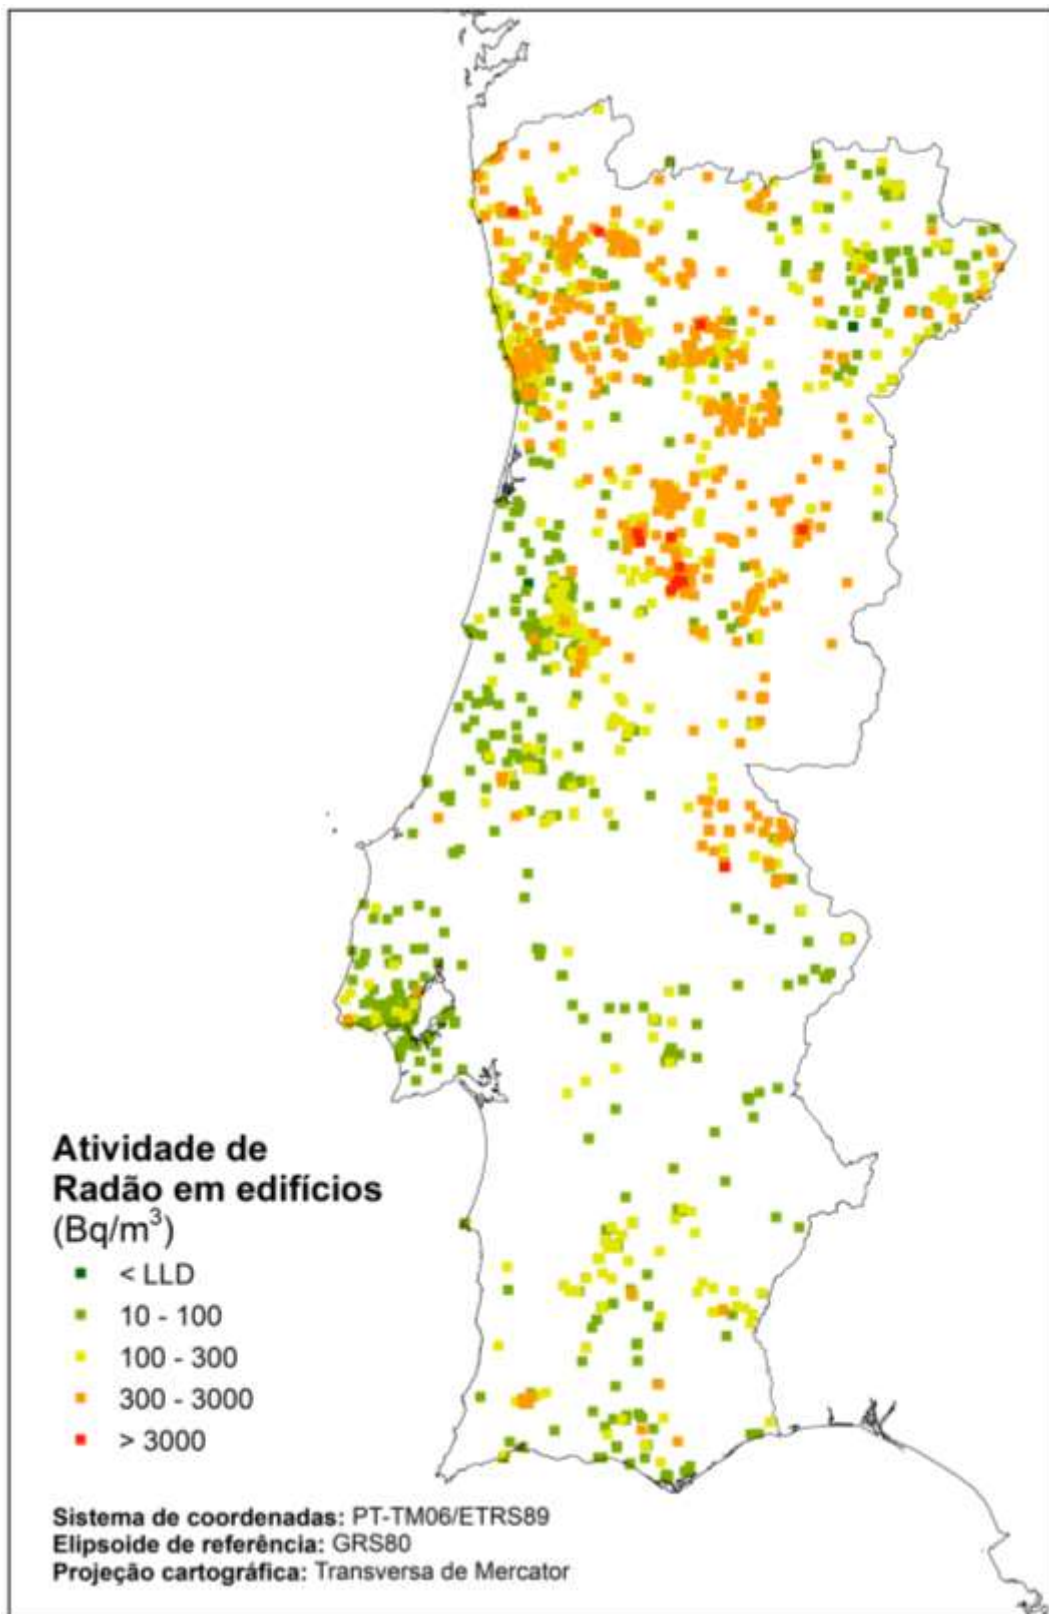 Atividade de
Radão em edifícios
(Bq/m³)
< LLD
10 - 100
100 - 300
300 - 3000
> 3000
Sistema de coordenadas: PT-TM06/ETRS89
Elipsoide de referência: GRS80
Projeção cartográfica: Transversa de Mercator